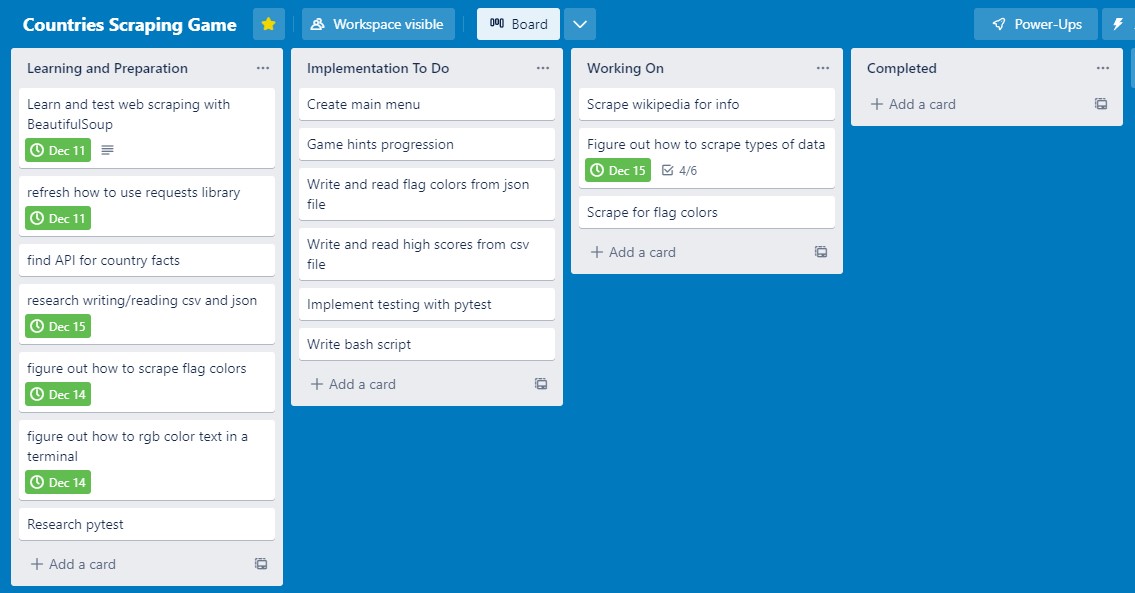 Countries Scraping Game
Workspace visible
Board
Power-Ups
Learning and Preparation
Learn and test web scraping with
BeautifulSoup
Dec 11
refresh how to use requests library
Dec 11
find API for country facts
research writing/reading csv and json
Dec 15
figure out how to scrape flag colors
Dec 14
figure out how to rgb color text in a
terminal
Dec 14
Research pytest
Add a card
Implementation To Do
Create main menu
Game hints progression
Write and read flag colors from json
file
Write and read high scores from csv
file
Implement testing with pytest
Write bash script
Add a card
Working On
Scrape wikipedia for info
Figure out how to scrape types of data
Dec 15 4/6
Scrape for flag colors
Add a card
Completed
Add a card